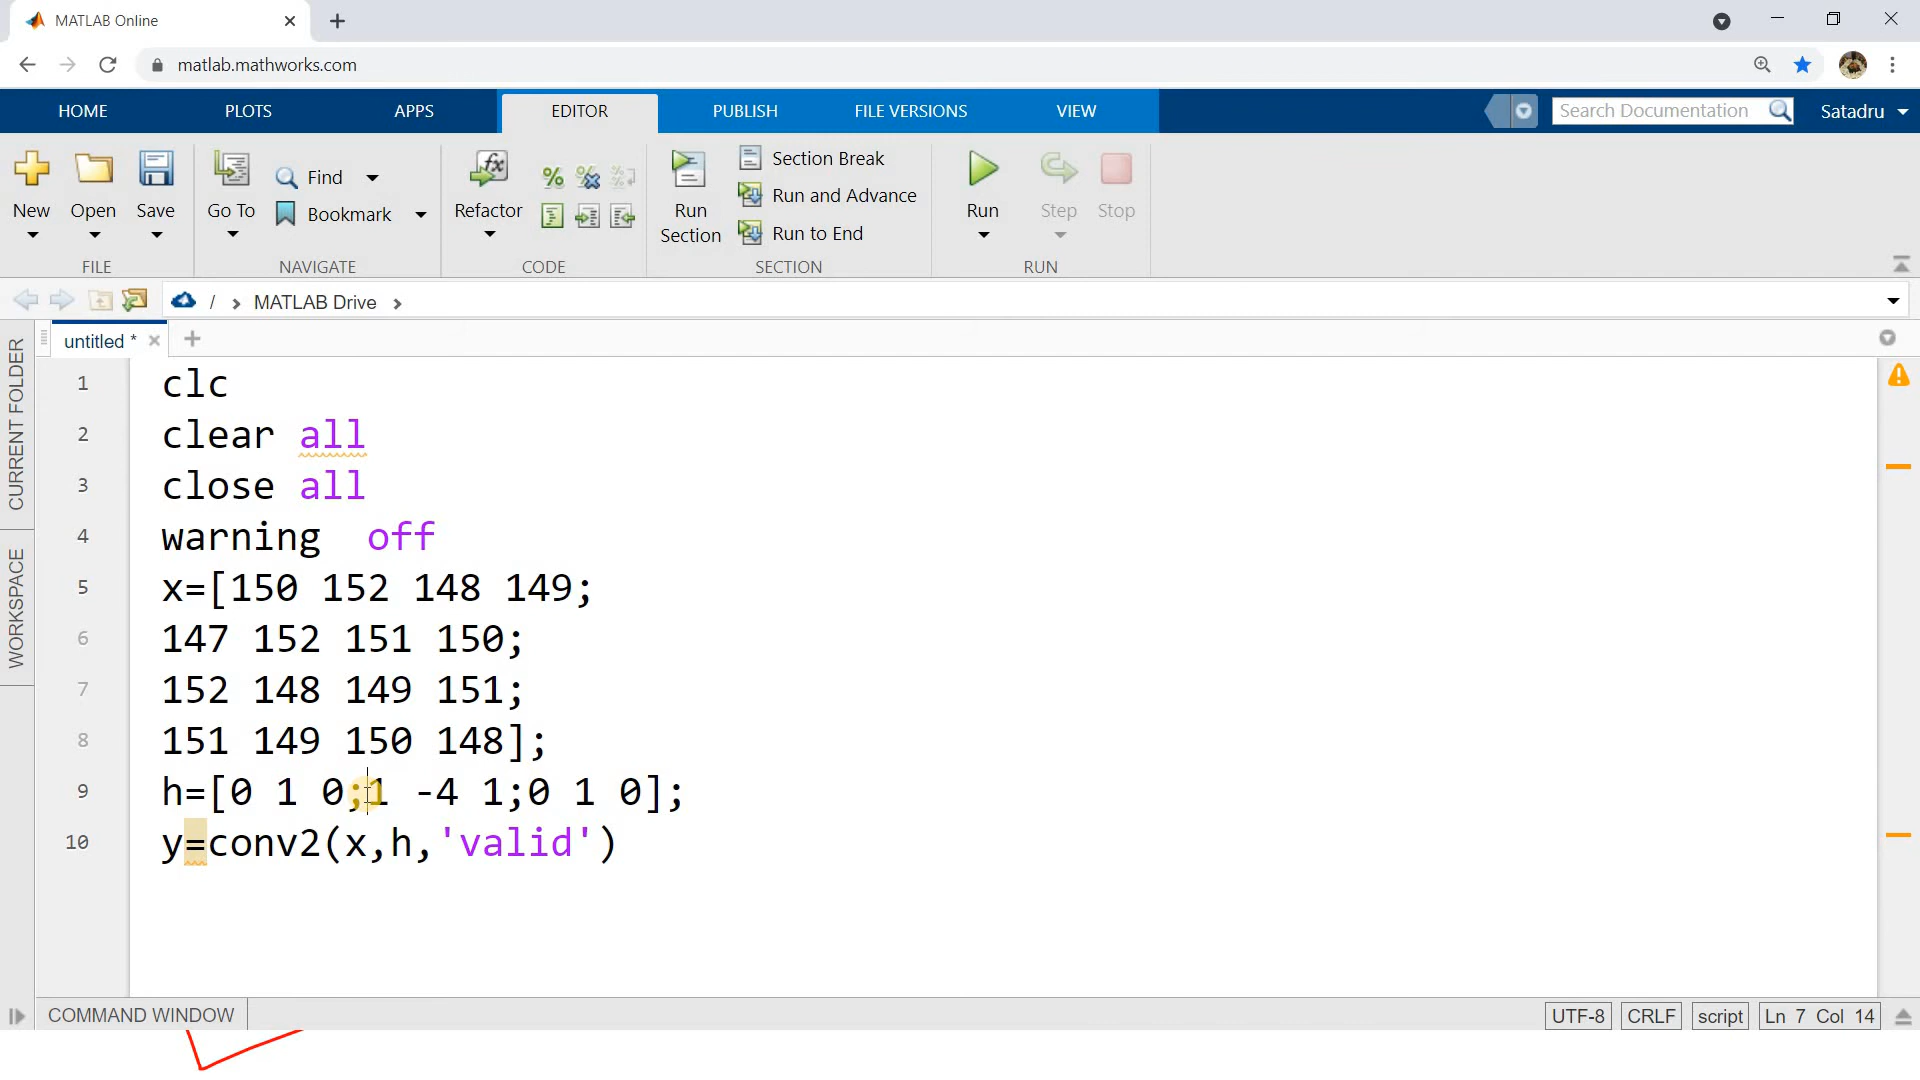 MATLAB Online
matlab.mathworks.com
HOME PLOTS APPS EDITOR PUBLISH FILE VERSIONS VIEW Search Documentation Satadru
New Open Save Go To Find Bookmark Refactor Run Section Section Break Run and Advance Run to End Run Step Stop
FILE NAVIGATE CODE SECTION RUN
/ › MATLAB Drive ›
untitled *
CURRENT FOLDER
WORKSPACE
1 clc
2 clear all
3 close all
4 warning  off
5 x=[150 152 148 149;
6 147 152 151 150;
7 152 148 149 151;
8 151 149 150 148];
9 h=[0 1 0;1 -4 1;0 1 0];
10 y=conv2(x,h,'valid')
COMMAND WINDOW UTF-8 CRLF script Ln 7 Col 14